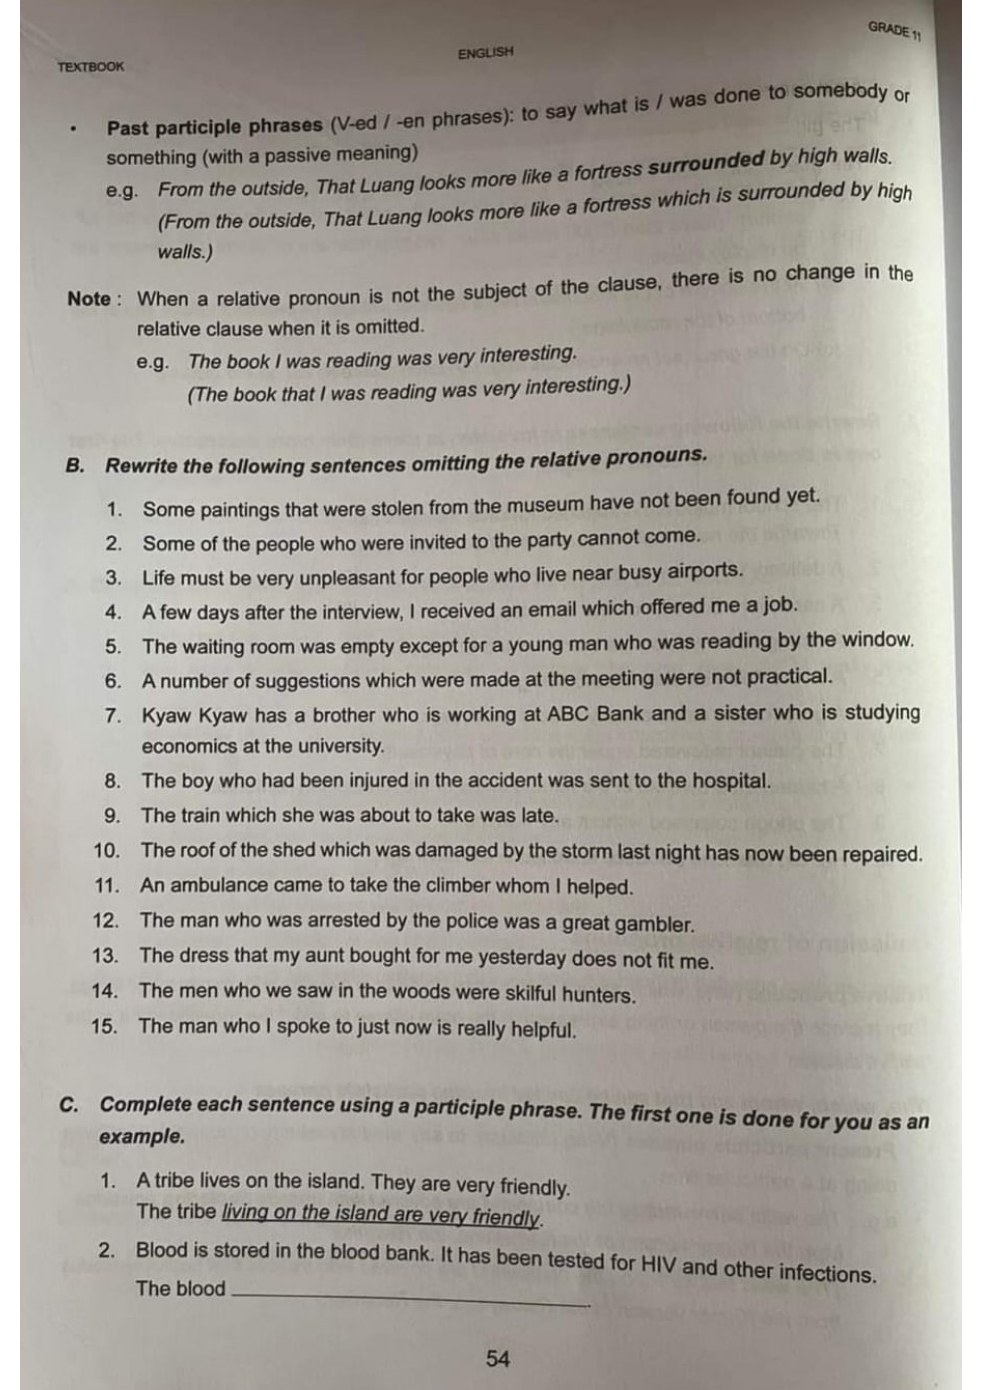 GRADE 11
ENGLISH
TEXTBOOK
• Past participle phrases (V-ed / -en phrases): to say what is / was done to somebody or
something (with a passive meaning)
e.g. From the outside, That Luang looks more like a fortress surrounded by high walls.
(From the outside, That Luang looks more like a fortress which is surrounded by high
walls.)
Note : When a relative pronoun is not the subject of the clause, there is no change in the
relative clause when it is omitted.
e.g. The book I was reading was very interesting.
(The book that I was reading was very interesting.)
B. Rewrite the following sentences omitting the relative pronouns.
1. Some paintings that were stolen from the museum have not been found yet.
2. Some of the people who were invited to the party cannot come.
3. Life must be very unpleasant for people who live near busy airports.
4. A few days after the interview, I received an email which offered me a job.
5. The waiting room was empty except for a young man who was reading by the window.
6. A number of suggestions which were made at the meeting were not practical.
7. Kyaw Kyaw has a brother who is working at ABC Bank and a sister who is studying
economics at the university.
8. The boy who had been injured in the accident was sent to the hospital.
9. The train which she was about to take was late.
10. The roof of the shed which was damaged by the storm last night has now been repaired.
11. An ambulance came to take the climber whom I helped.
12. The man who was arrested by the police was a great gambler.
13. The dress that my aunt bought for me yesterday does not fit me.
14. The men who we saw in the woods were skilful hunters.
15. The man who I spoke to just now is really helpful.
C. Complete each sentence using a participle phrase. The first one is done for you as an
example.
1. A tribe lives on the island. They are very friendly.
The tribe living on the island are very friendly.
2. Blood is stored in the blood bank. It has been tested for HIV and other infections.
The blood ______________________________.
54